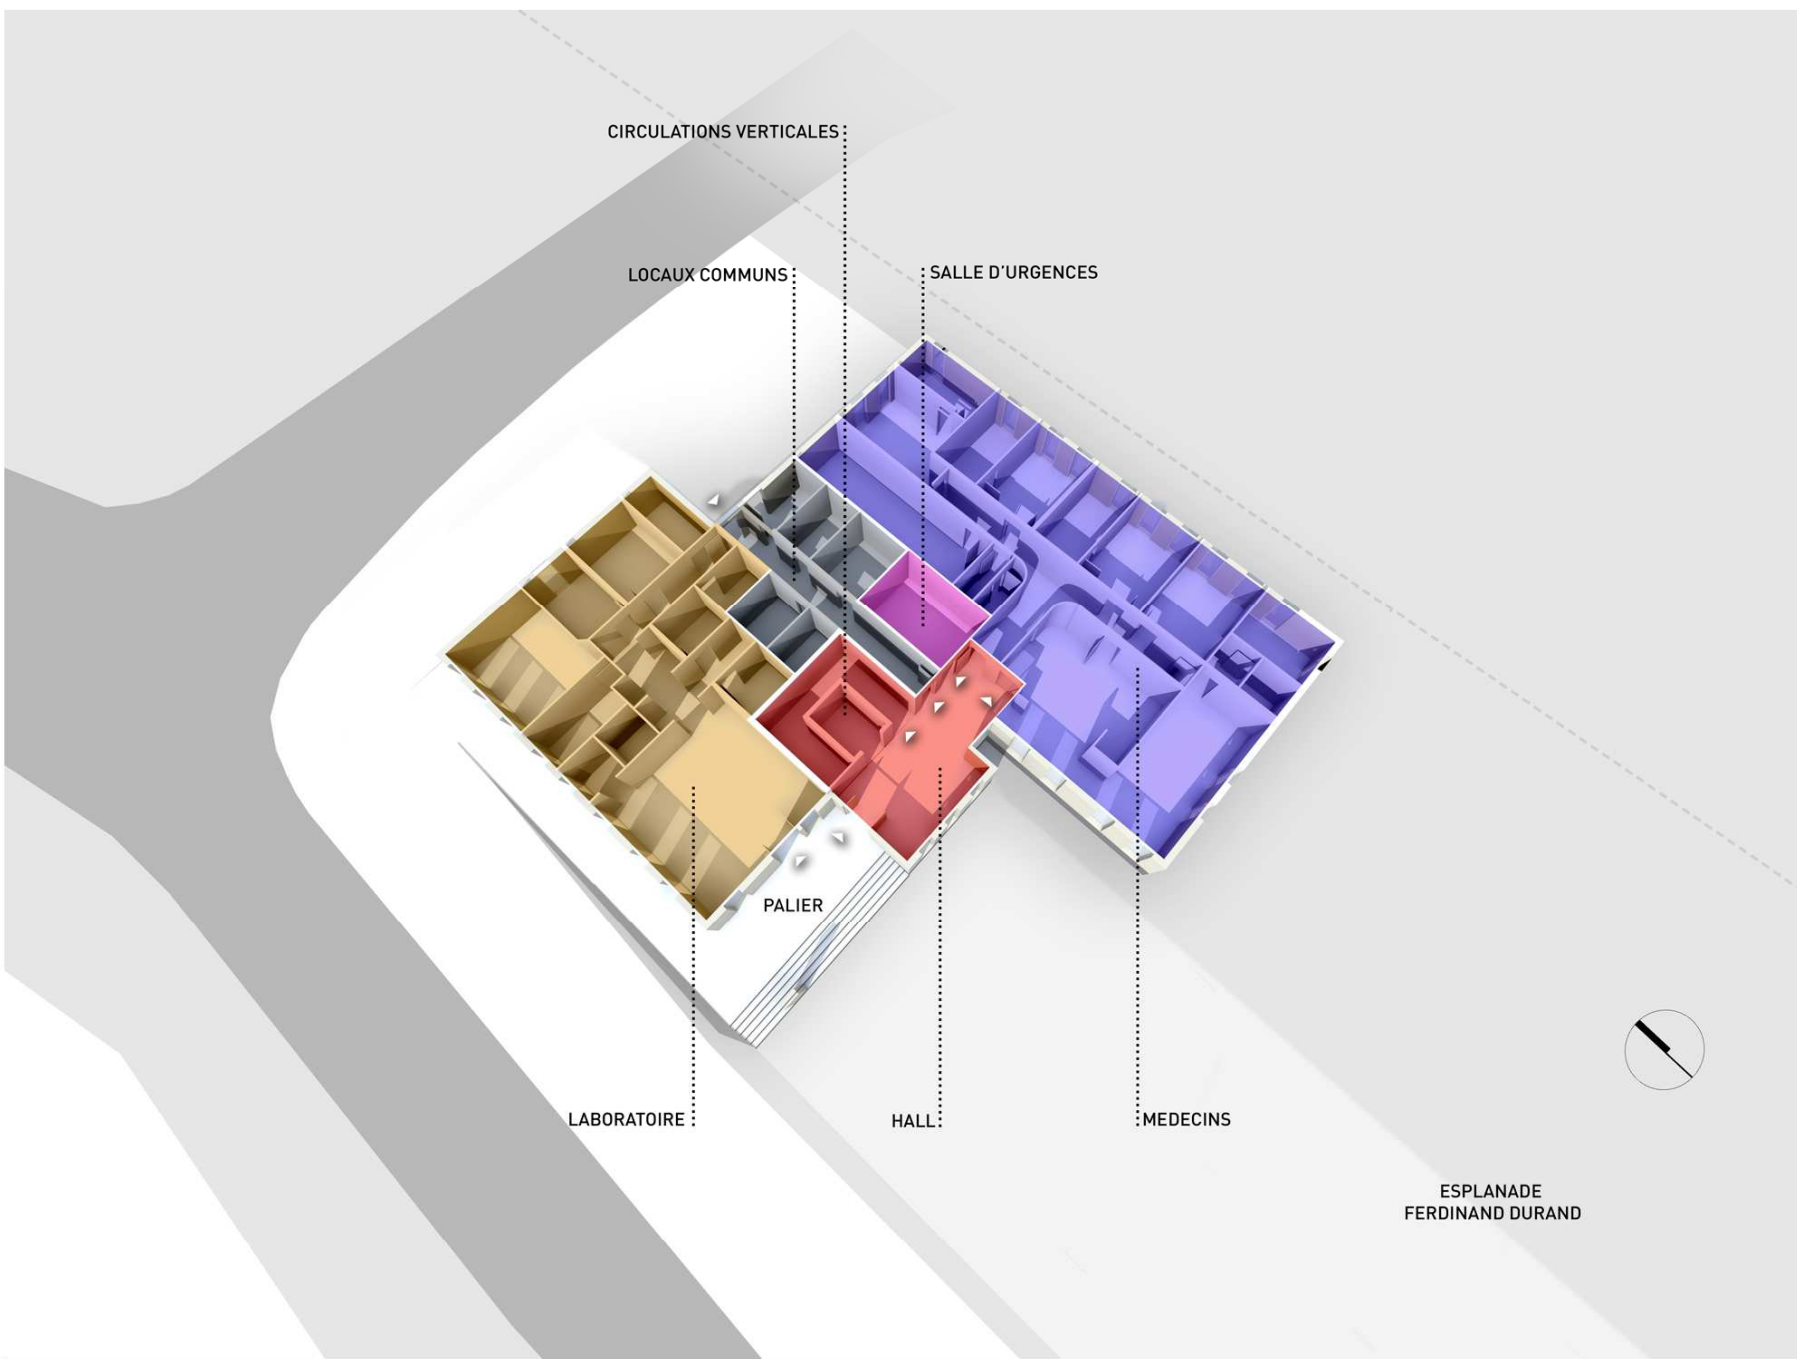 CIRCULATIONS VERTICALES
LOCAUX COMMUNS
SALLE D'URGENCES
PALIER
LABORATOIRE
HALL
MEDECINS
ESPLANADE
FERDINAND DURAND